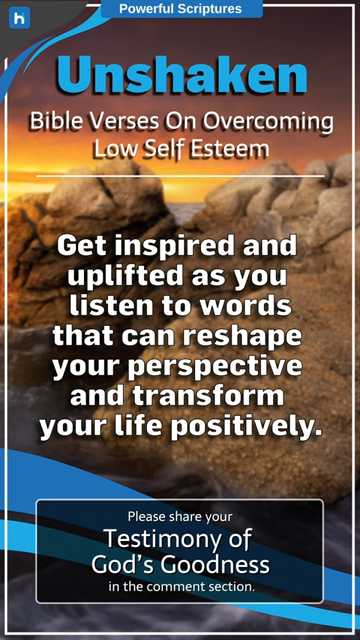 h
Powerful Scriptures
Unshaken
Bible Verses On Overcoming
Low Self Esteem
Get inspired and
uplifted as you
listen to words
that can reshape
your perspective
and transform
your life positively.
Please share your
Testimony of
God's Goodness
in the comment section.